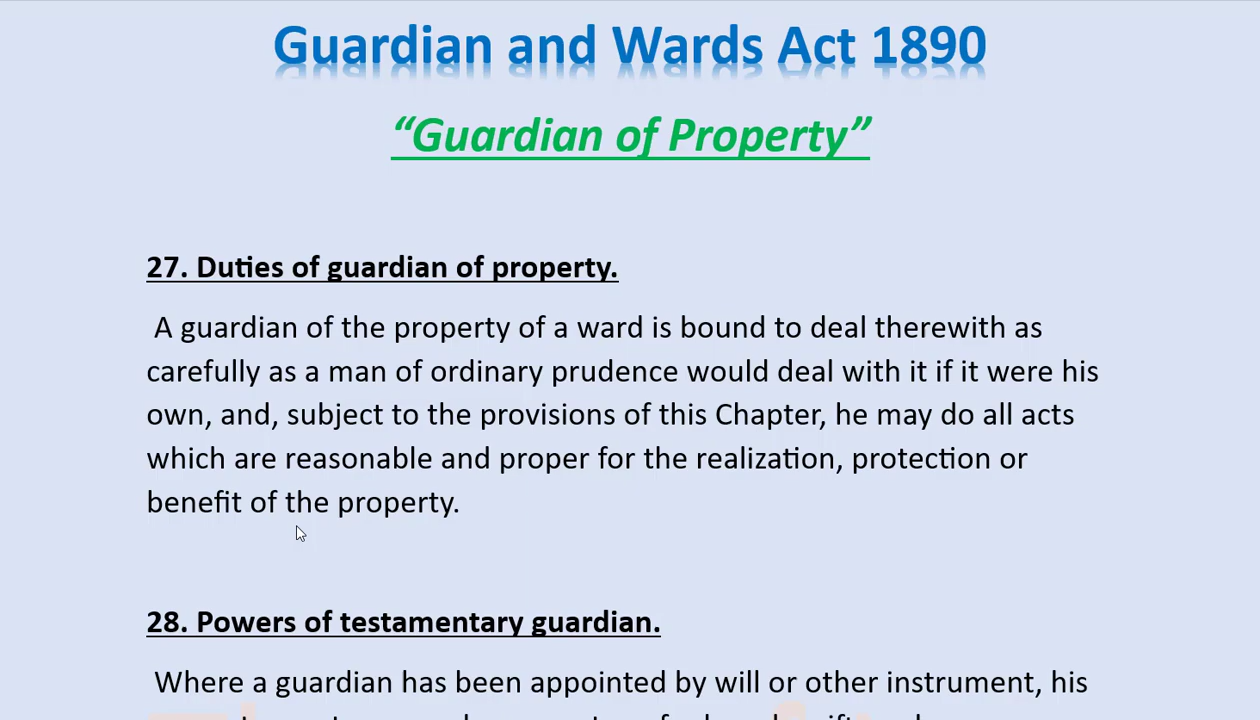 Guardian and Wards Act 1890
“Guardian of Property”
27. Duties of guardian of property.
A guardian of the property of a ward is bound to deal therewith as
carefully as a man of ordinary prudence would deal with it if it were his
own, and, subject to the provisions of this Chapter, he may do all acts
which are reasonable and proper for the realization, protection or
benefit of the property.
28. Powers of testamentary guardian.
Where a guardian has been appointed by will or other instrument, his